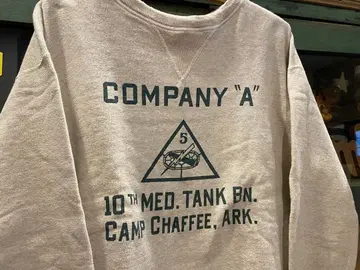 COMPANY "A"
5
10TH MED. TANK BN.
CAMP CHAFFEE, ARK.